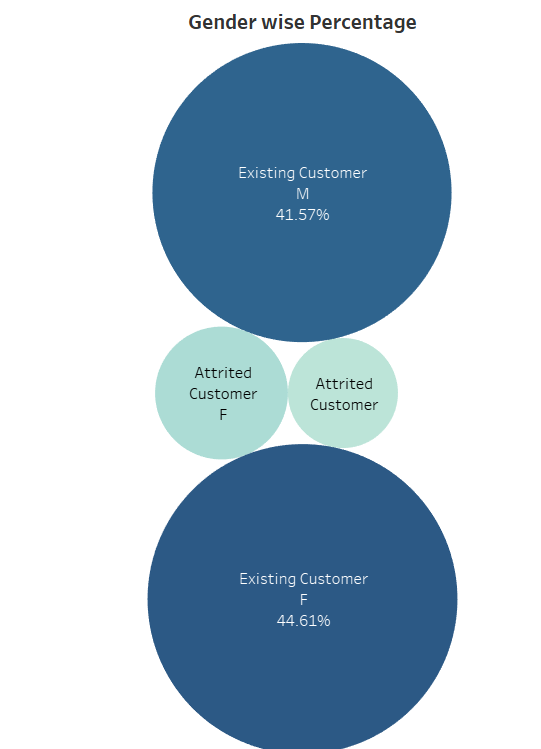 Gender wise Percentage
Existing Customer
M
41.57%
Attrited
Customer
F
Attrited
Customer
Existing Customer
F
44.61%